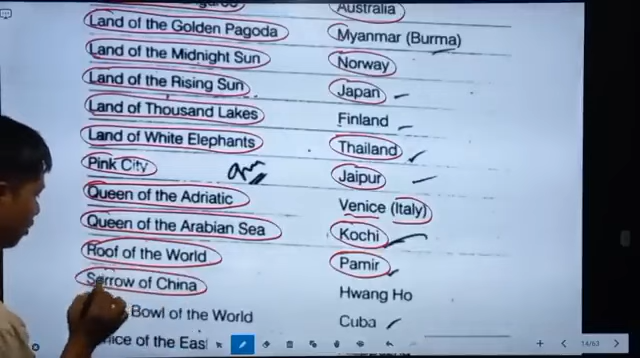 Australia
Land of the Golden Pagoda Myanmar (Burma)
Land of the Midnight Sun Norway
Land of the Rising Sun Japan
Land of Thousand Lakes Finland
Land of White Elephants Thailand
Pink City Jaipur
Queen of the Adriatic Venice (Italy)
Queen of the Arabian Sea Kochi
Roof of the World Pamir
Sorrow of China Hwang Ho
Bowl of the World Cuba
of the
14/63